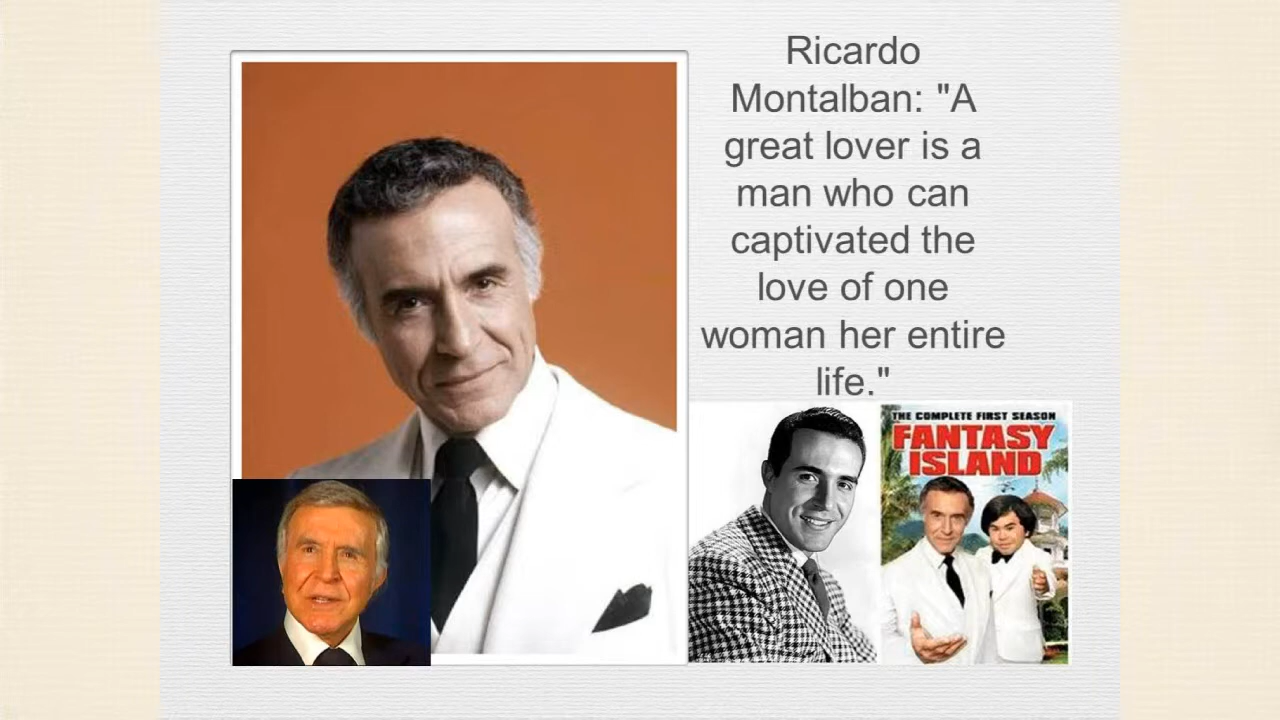 Ricardo
Montalban: "A
great lover is a
man who can
captivated the
love of one
woman her entire
life."
THE COMPLETE FIRST SEASON
FANTASY
ISLAND